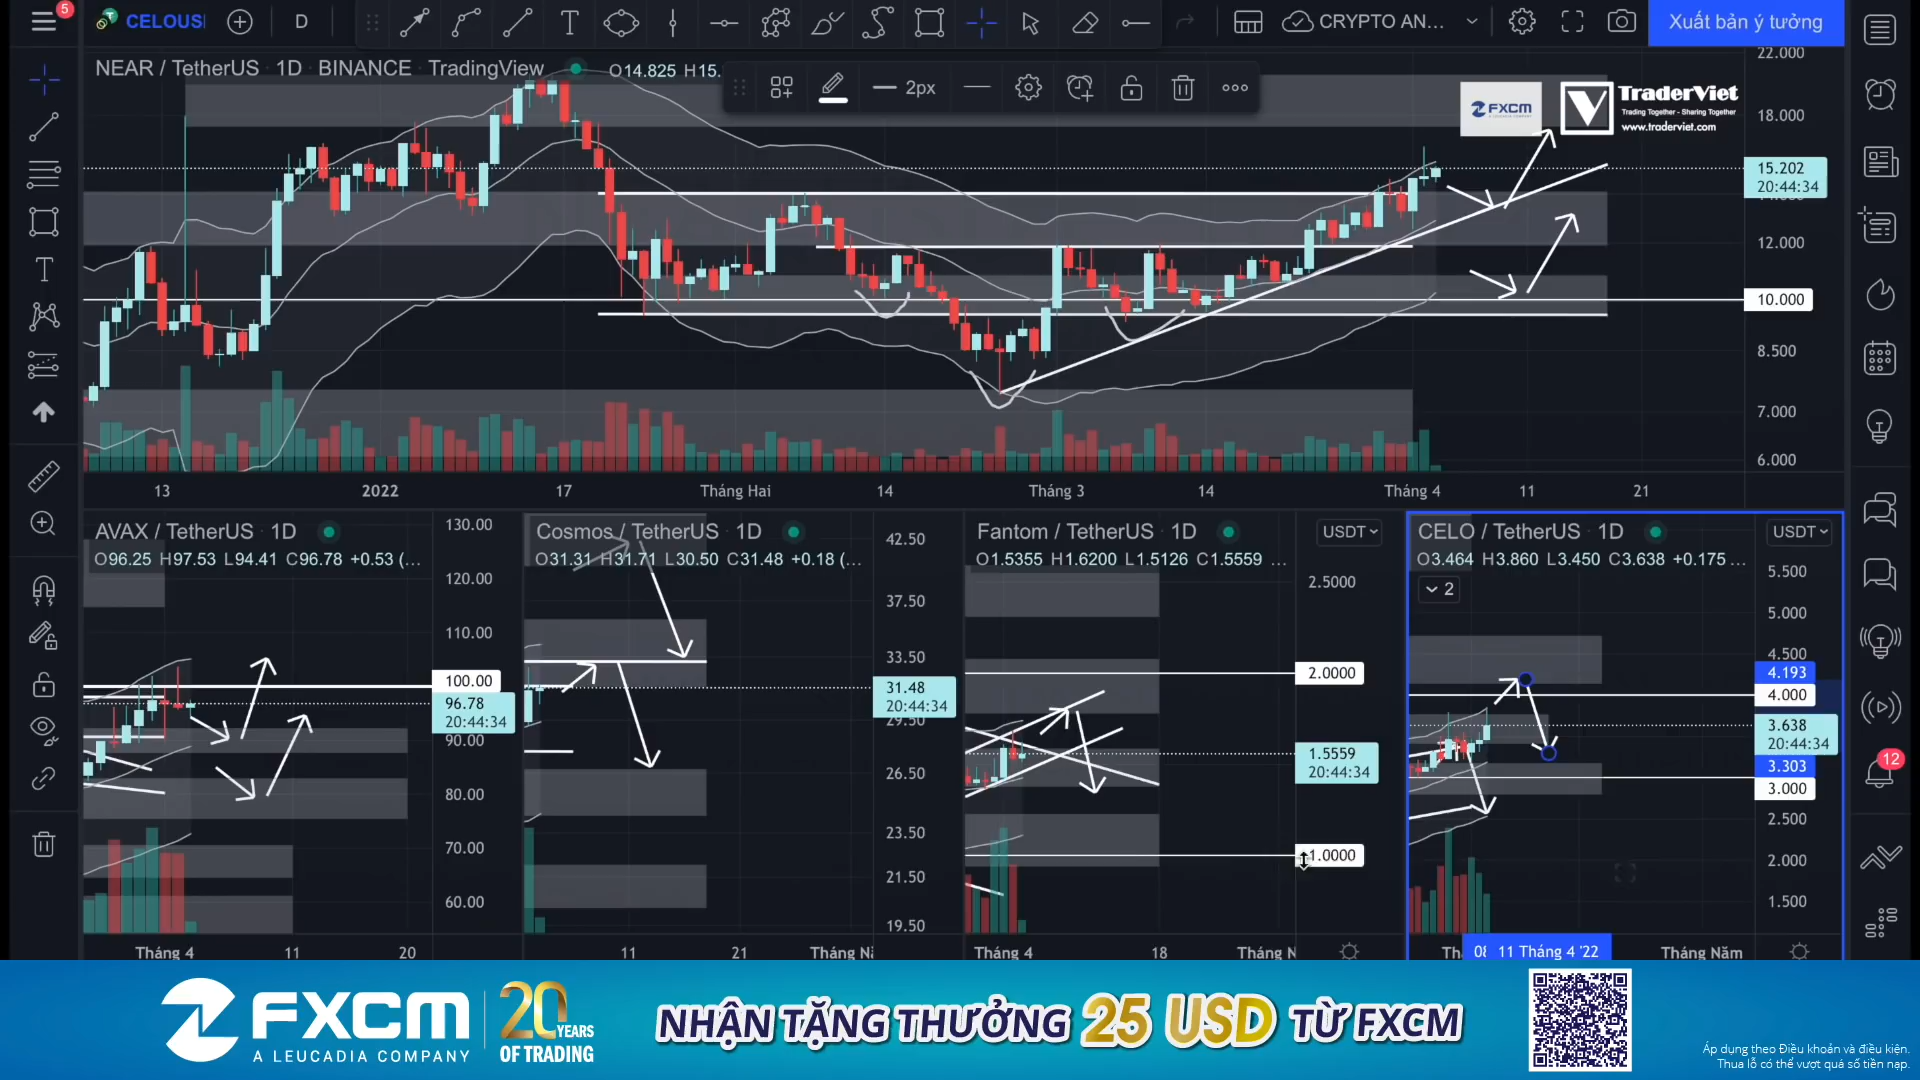 5
CELOUS
D
CRYPTO AN...
Xuất bản ý tưởng
NEAR / TetherUS · 1D · BINANCE · TradingView
O14.825 H15.
2px
FXCM
TraderViet
Trading Together - Sharing Together
www.traderviet.com
22.000
18.000
15.202
20:44:34
12.000
10.000
8.500
7.000
6.000
13
2022
17
Tháng Hai
14
Tháng 3
14
Tháng 4
11
21
AVAX / TetherUS · 1D
O96.25 H97.53 L94.41 C96.78 +0.53 (...
130.00
120.00
110.00
100.00
96.78
20:44:34
90.00
80.00
70.00
60.00
Tháng 4
11
20
Cosmos / TetherUS · 1D
O31.31 H31.71 L30.50 C31.48 +0.18 (...
42.50
37.50
33.50
31.48
20:44:34
29.50
26.50
23.50
21.50
19.50
11
21
Fantom / TetherUS · 1D
O1.5355 H1.6200 L1.5126 C1.5559 ...
USDT
2.5000
2.0000
1.5559
20:44:34
1.0000
Tháng 4
18
CELO / TetherUS · 1D
O3.464 H3.860 L3.450 C3.638 +0.175 ...
2
USDT
5.500
5.000
4.500
4.193
4.000
3.638
20:44:34
3.303
3.000
2.500
2.000
1.500
11 Tháng 4 '22
Tháng Năm
12
FXCM
A LEUCADIA COMPANY
20 YEARS
OF TRADING
NHẬN TẶNG THƯỞNG 25 USD TỪ FXCM
Áp dụng theo Điều khoản và điều kiện.
Thua lỗ có thể vượt quá số tiền nạp.